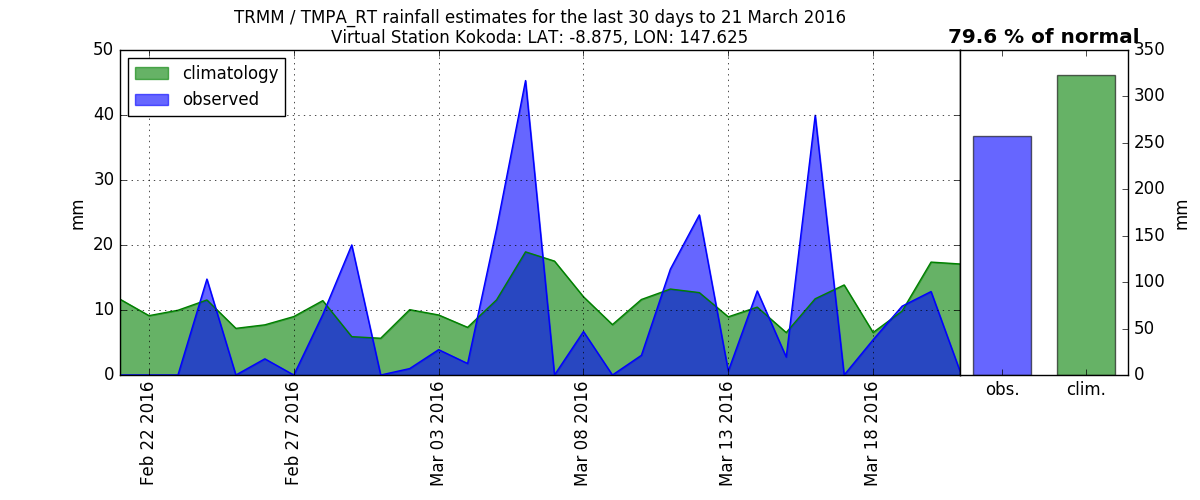 TRMM / TMPA_RT rainfall estimates for the last 30 days to 21 March 2016
Virtual Station Kokoda: LAT: -8.875, LON: 147.625
79.6 % of normal
climatology
observed
mm
50
40
30
20
10
0
Feb 22 2016
Feb 27 2016
Mar 03 2016
Mar 08 2016
Mar 13 2016
Mar 18 2016
obs.
clim.
350
300
250
200
150
100
50
0
mm